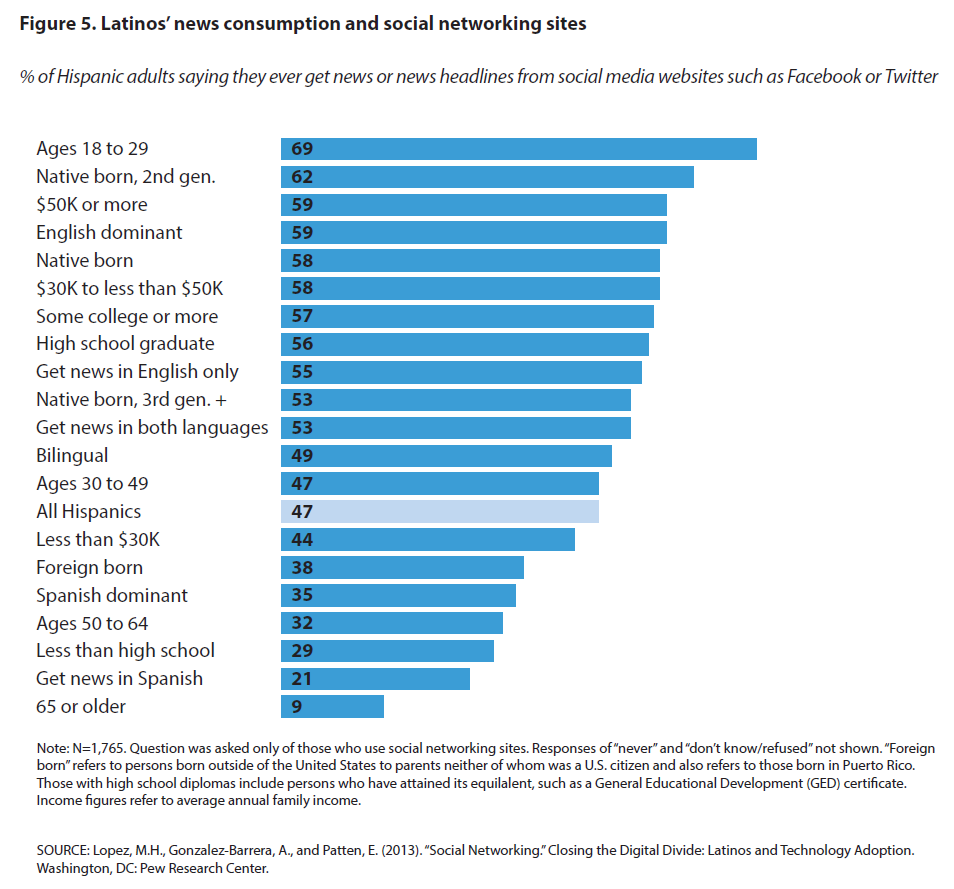 Figure 5. Latinos’ news consumption and social networking sites
% of Hispanic adults saying they ever get news or news headlines from social media websites such as Facebook or Twitter
Ages 18 to 29 69
Native born, 2nd gen. 62
$50K or more 59
English dominant 59
Native born 58
$30K to less than $50K 58
Some college or more 57
High school graduate 56
Get news in English only 55
Native born, 3rd gen. + 53
Get news in both languages 53
Bilingual 49
Ages 30 to 49 47
All Hispanics 47
Less than $30K 44
Foreign born 38
Spanish dominant 35
Ages 50 to 64 32
Less than high school 29
Get news in Spanish 21
65 or older 9
Note: N=1,765. Question was asked only of those who use social networking sites. Responses of “never” and “don’t know/refused” not shown. “Foreign
born” refers to persons born outside of the United States to parents neither of whom was a U.S. citizen and also refers to those born in Puerto Rico.
Those with high school diplomas include persons who have attained its equilalent, such as a General Educational Development (GED) certificate.
Income figures refer to average annual family income.
SOURCE: Lopez, M.H., Gonzalez-Barrera, A., and Patten, E. (2013). “Social Networking.” Closing the Digital Divide: Latinos and Technology Adoption.
Washington, DC: Pew Research Center.